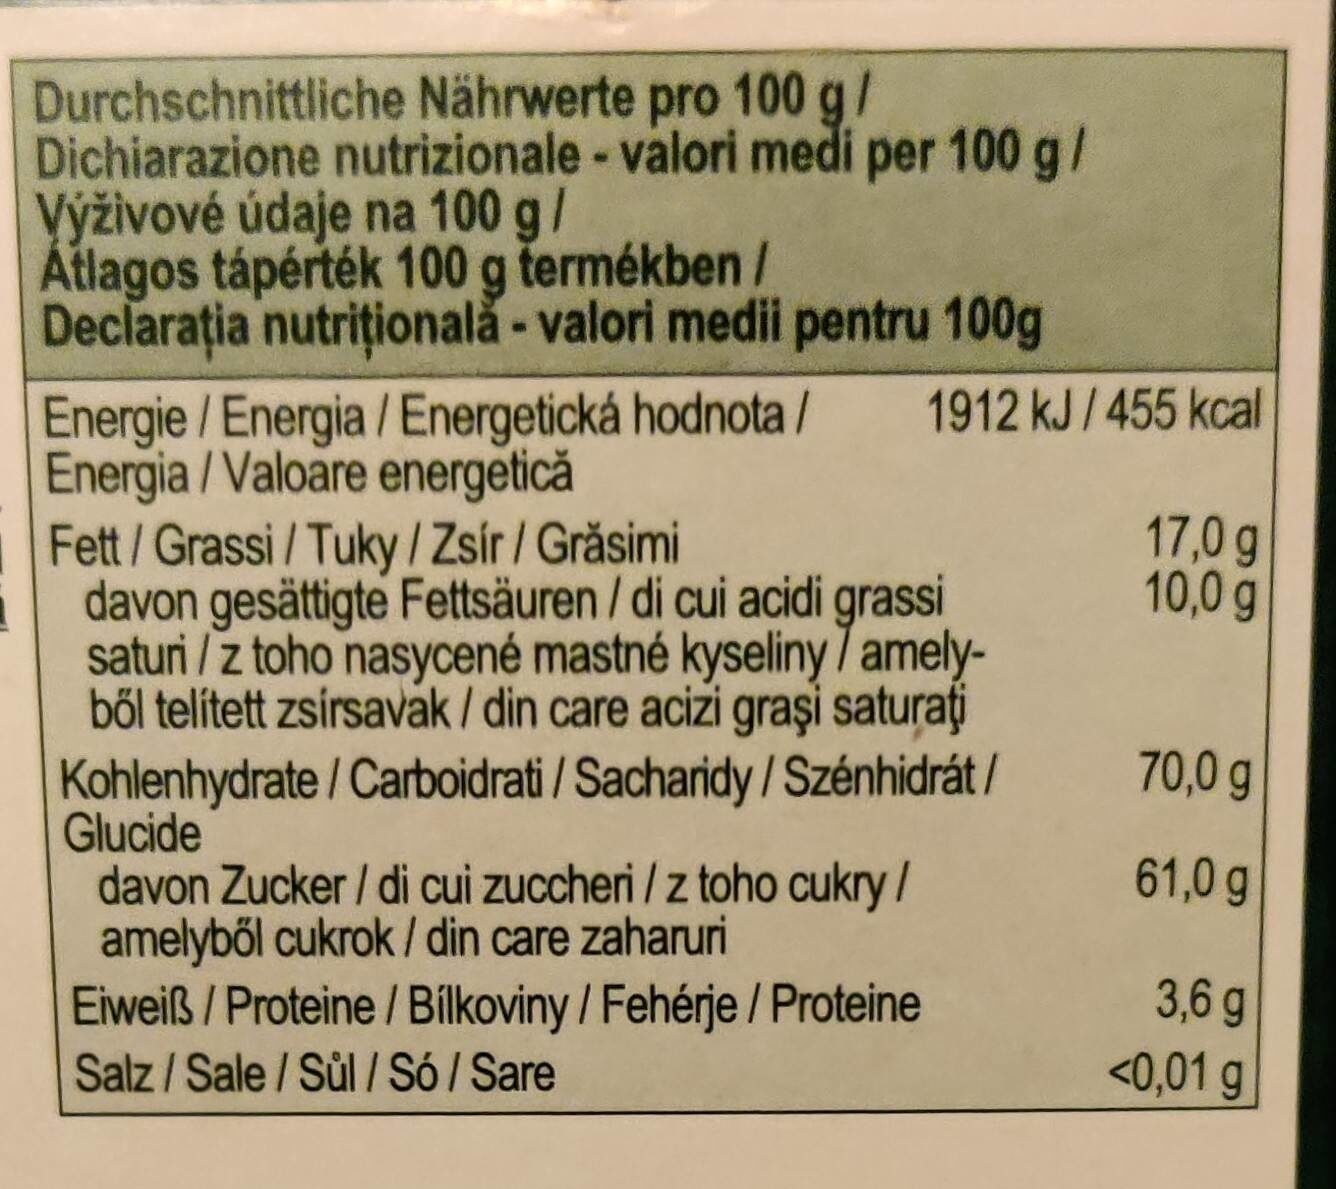 Durchschnittliche Nährwerte pro 100 g /
Dichiarazione nutrizionale - valori medi per 100 g /
Výživové údaje na 100 g /
Átlagos tápérték 100 g termékben /
Declarația nutrițională - valori medii pentru 100g
Energie / Energia / Energetická hodnota / 1912 kJ / 455 kcal
Energia / Valoare energetică
Fett / Grassi / Tuky / Zsír / Grăsimi 17,0 g
davon gesättigte Fettsäuren / di cui acidi grassi 10,0 g
saturi / z toho nasycené mastné kyseliny / amely-
ből telített zsírsavak / din care acizi grași saturați
Kohlenhydrate / Carboidrati / Sacharidy / Szénhidrát / 70,0 g
Glucide
davon Zucker / di cui zuccheri / z toho cukry / 61,0 g
amelyből cukrok / din care zaharuri
Eiweiß / Proteine / Bílkoviny / Fehérje / Proteine 3,6 g
Salz / Sale / Sůl / Só / Sare <0,01 g